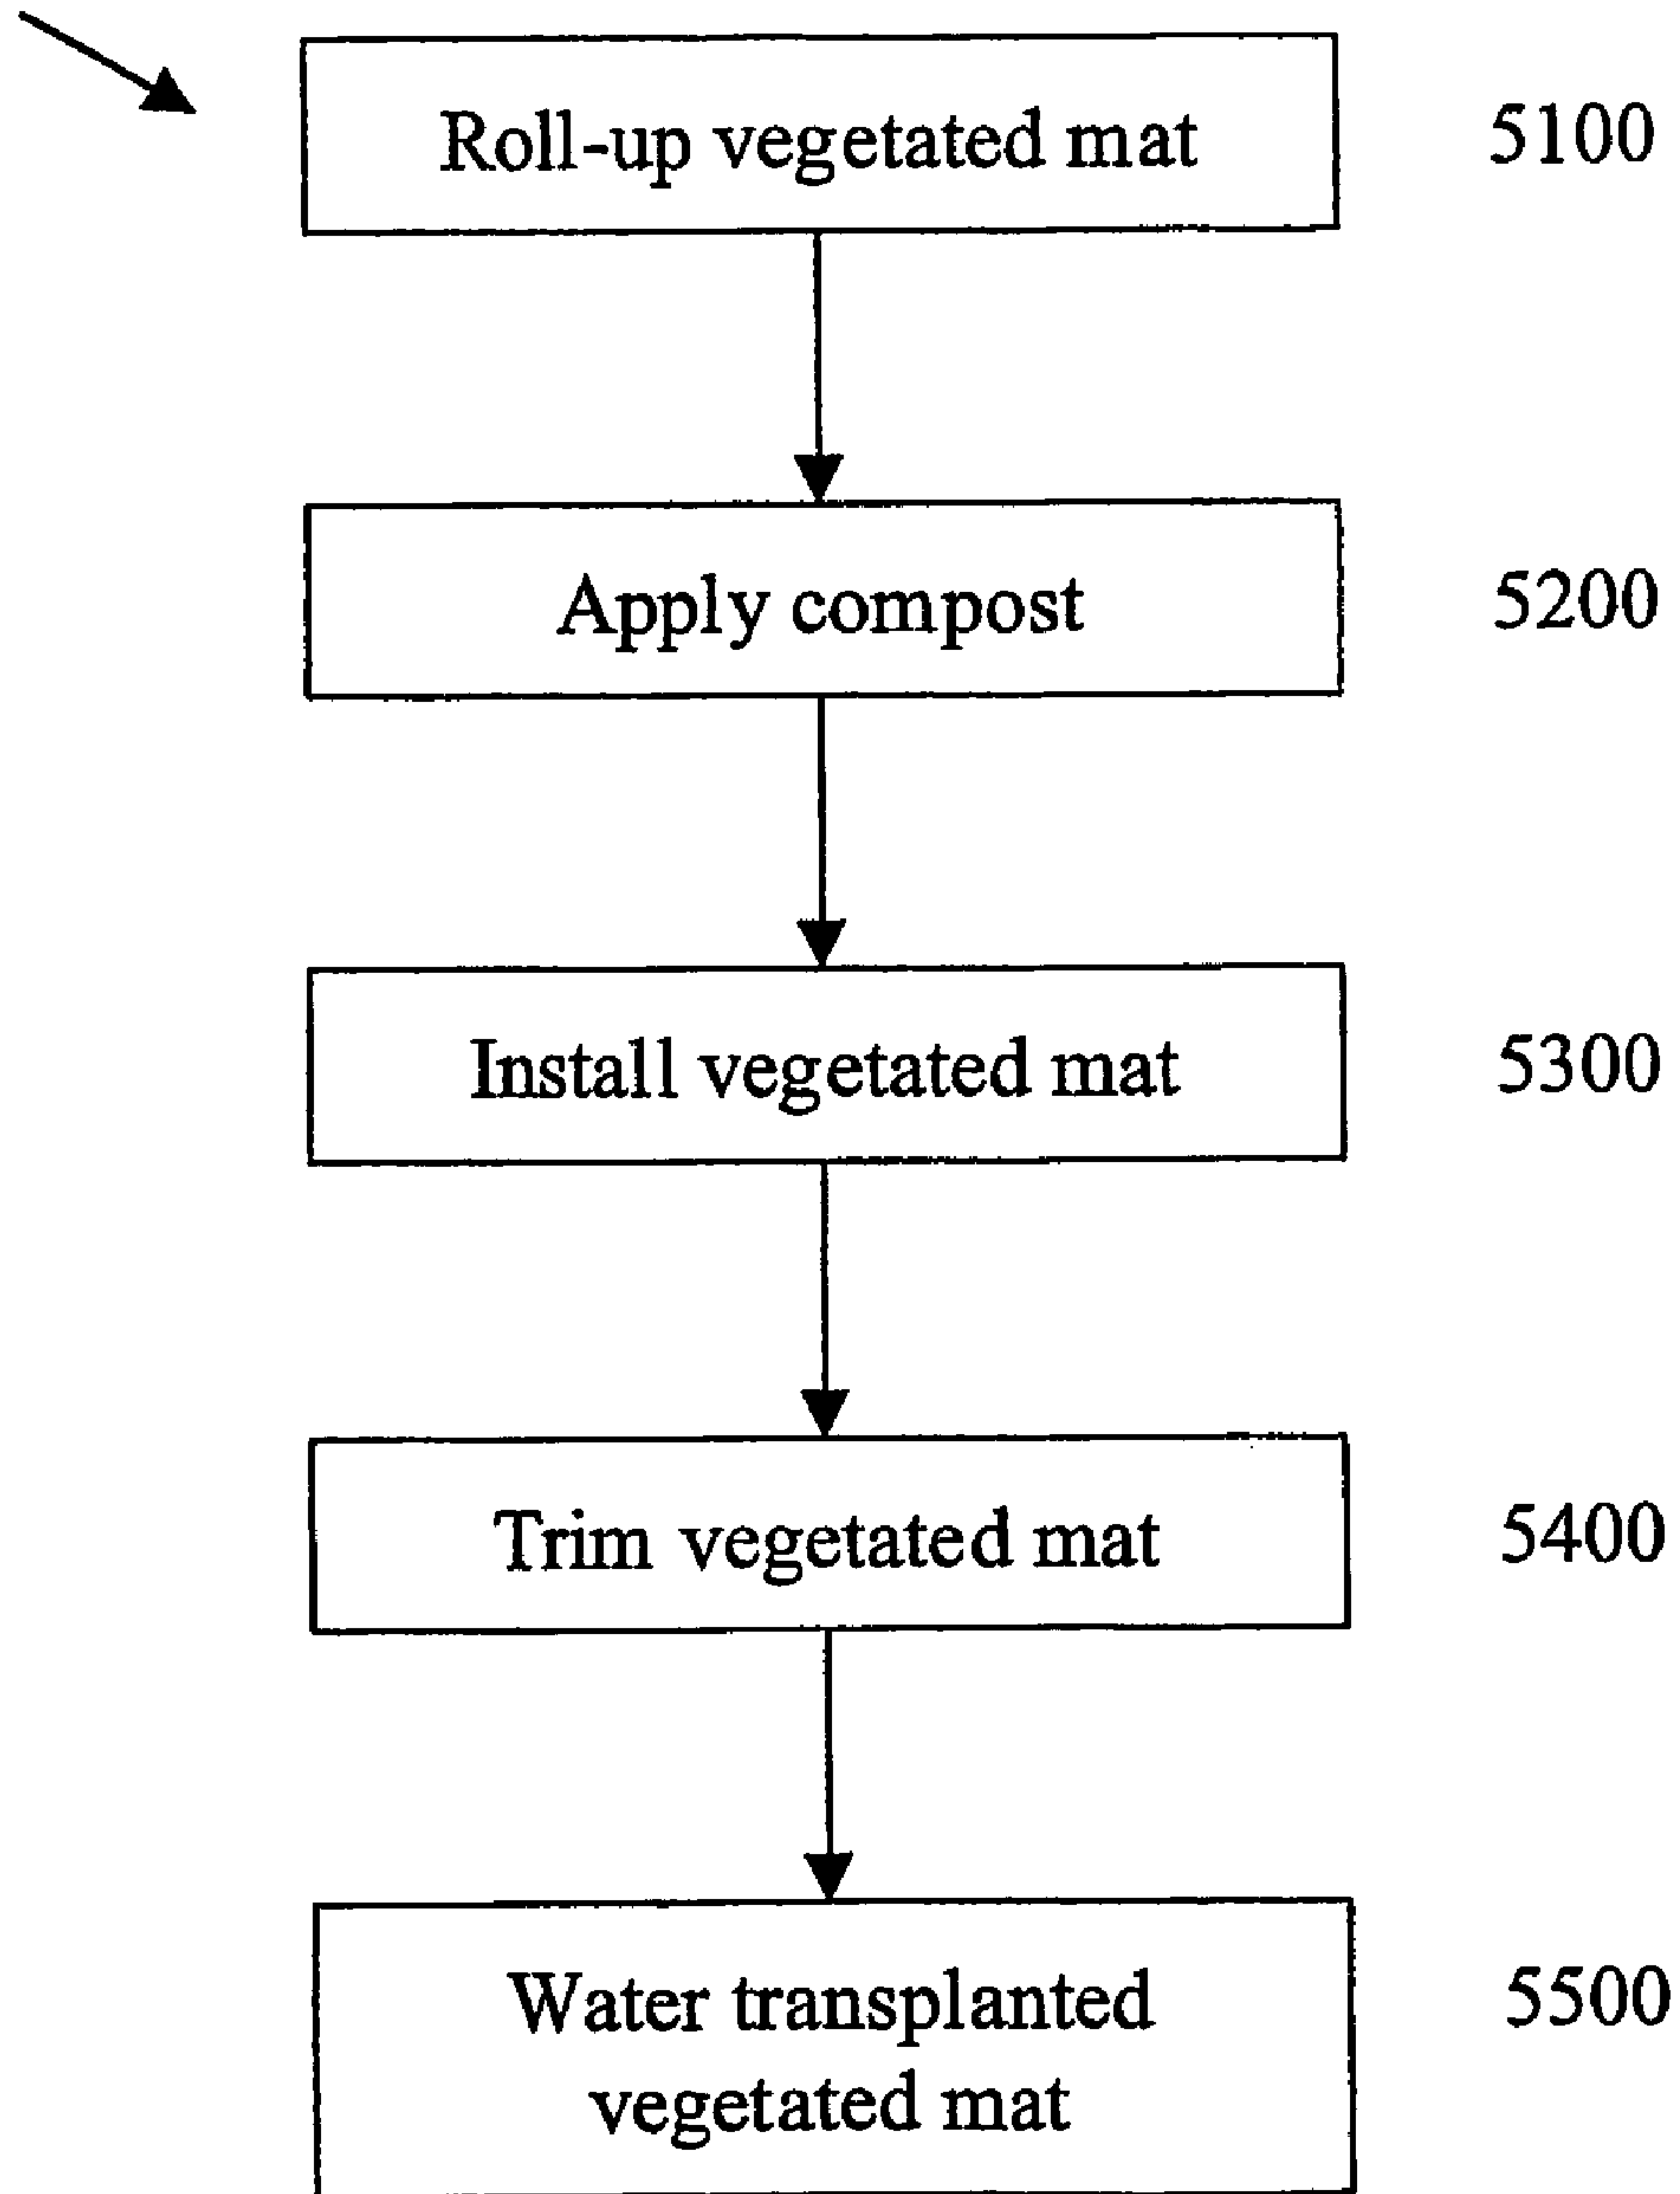 Roll-up vegetated mat
5100
Apply compost
5200
Install vegetated mat
5300
Trim vegetated mat
5400
Water transplanted
vegetated mat
5500